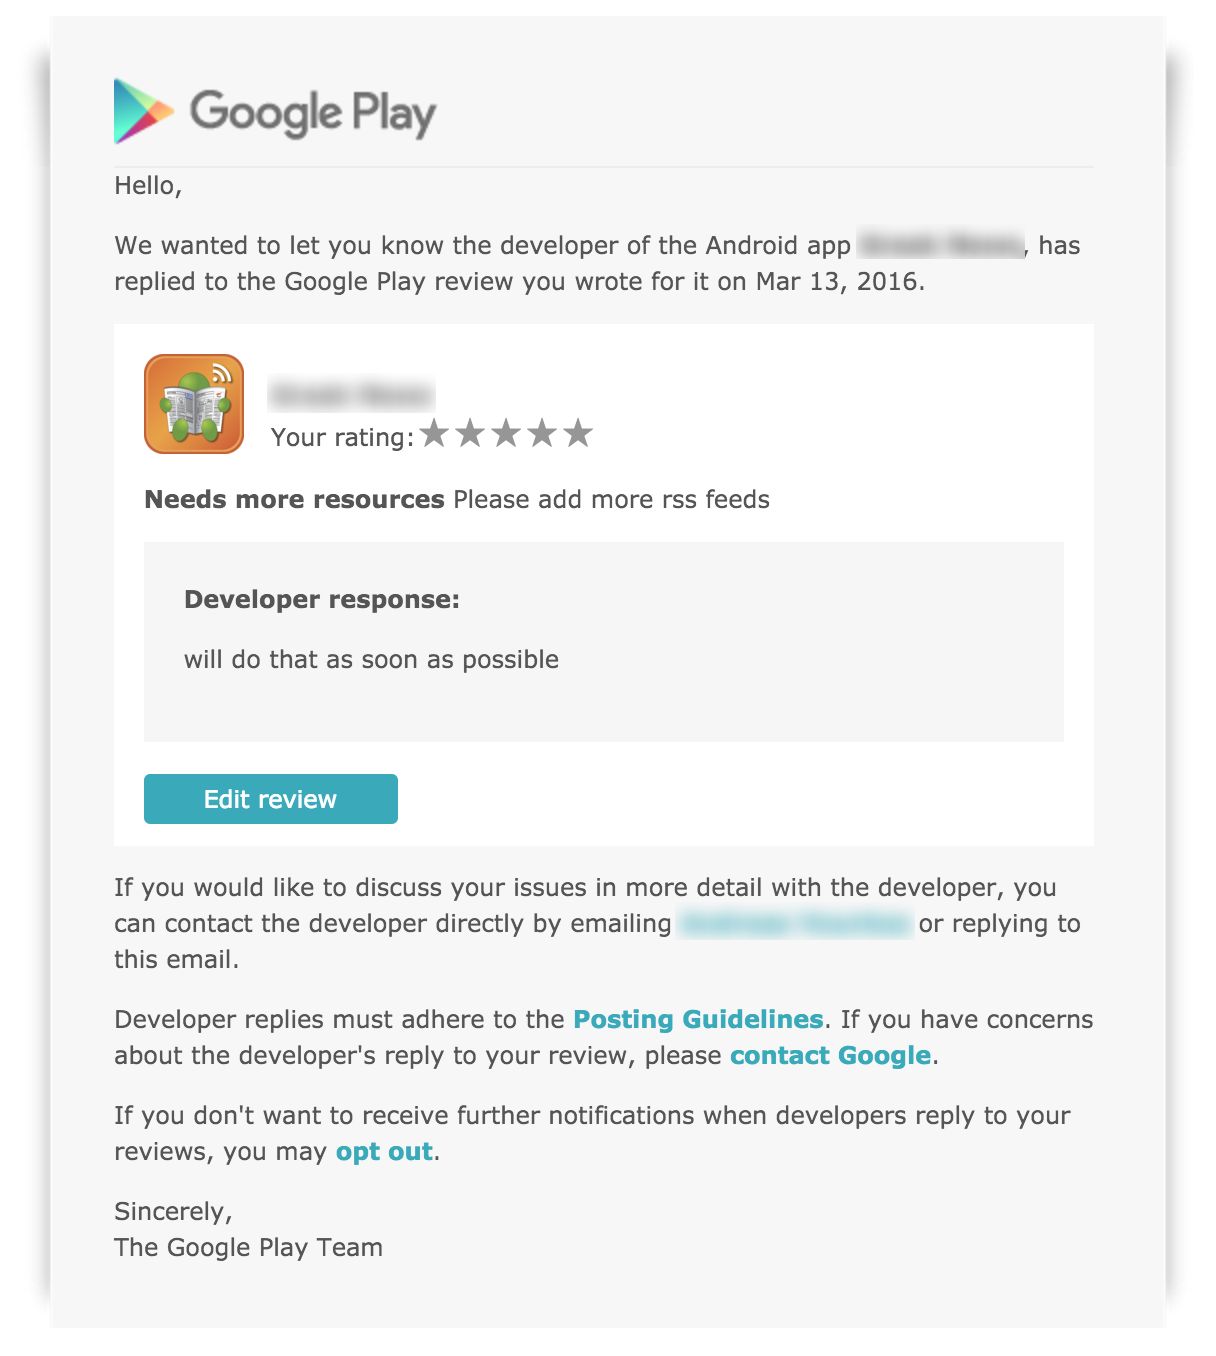 Google Play
Hello,
We wanted to let you know the developer of the Android app , has
replied to the Google Play review you wrote for it on Mar 13, 2016.
Your rating:★★★★★
Needs more resources Please add more rss feeds
Developer response:
will do that as soon as possible
Edit review
If you would like to discuss your issues in more detail with the developer, you
can contact the developer directly by emailing or replying to
this email.
Developer replies must adhere to the Posting Guidelines. If you have concerns
about the developer's reply to your review, please contact Google.
If you don't want to receive further notifications when developers reply to your
reviews, you may opt out.
Sincerely,
The Google Play Team